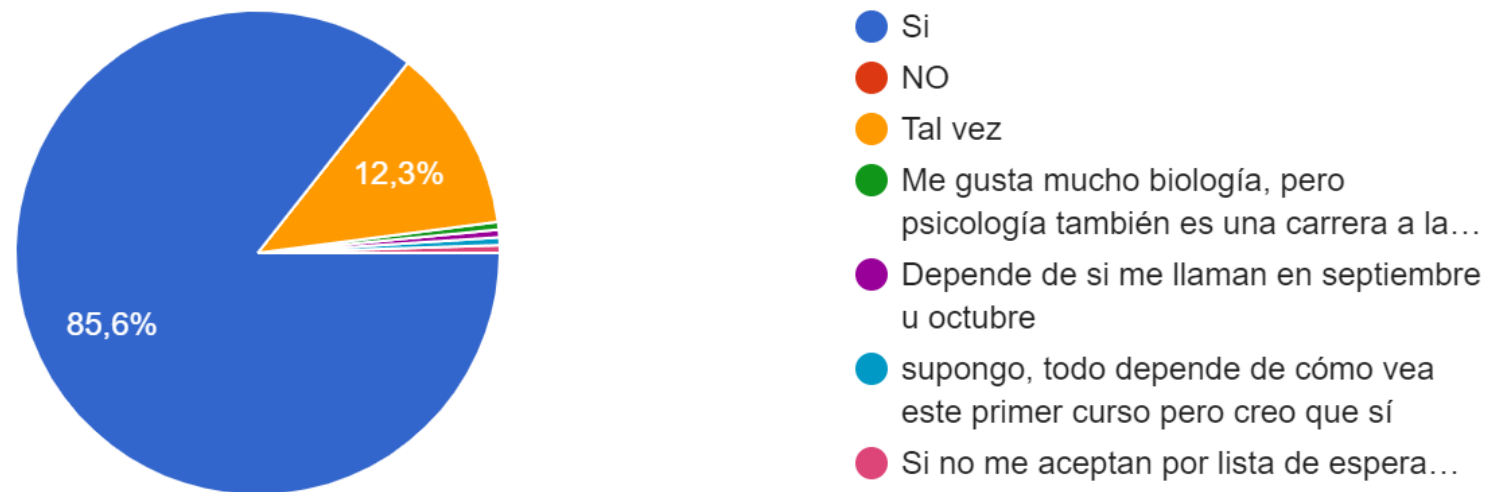 85,6%
12,3%
Si
NO
Tal vez
Me gusta mucho biología, pero
psicología también es una carrera a la…
Depende de si me llaman en septiembre
u octubre
supongo, todo depende de cómo vea
este primer curso pero creo que sí
Si no me aceptan por lista de espera…